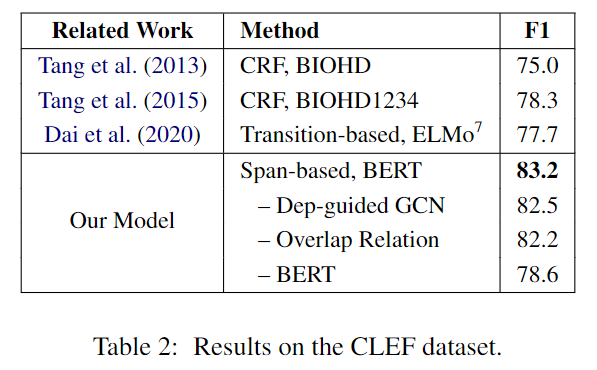 Related Work Method F1
Tang et al. (2013) CRF, BIOHD 75.0
Tang et al. (2015) CRF, BIOHD1234 78.3
Dai et al. (2020) Transition-based, ELMo7 77.7
Span-based, BERT 83.2
– Dep-guided GCN 82.5
Our Model
– Overlap Relation 82.2
– BERT 78.6
Table 2: Results on the CLEF dataset.